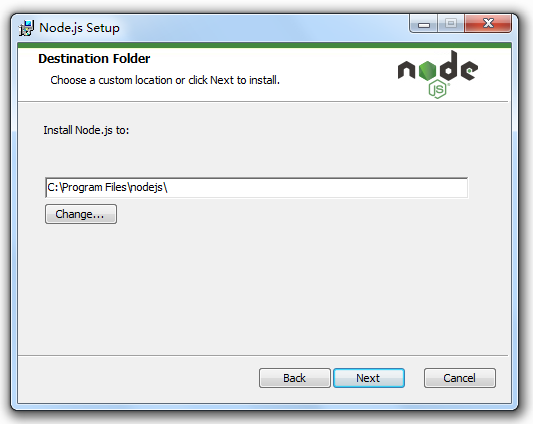 Node.js Setup
Destination Folder
Choose a custom location or click Next to install.
node
JS
Install Node.js to:
C:\Program Files\nodejs\
Change...
Back
Next
Cancel